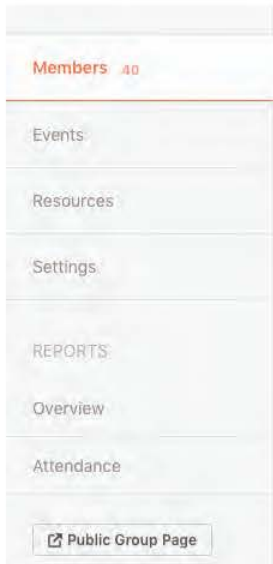 Members 40
Events
Resources
Settings
REPORTS
Overview
Attendance
Public Group Page